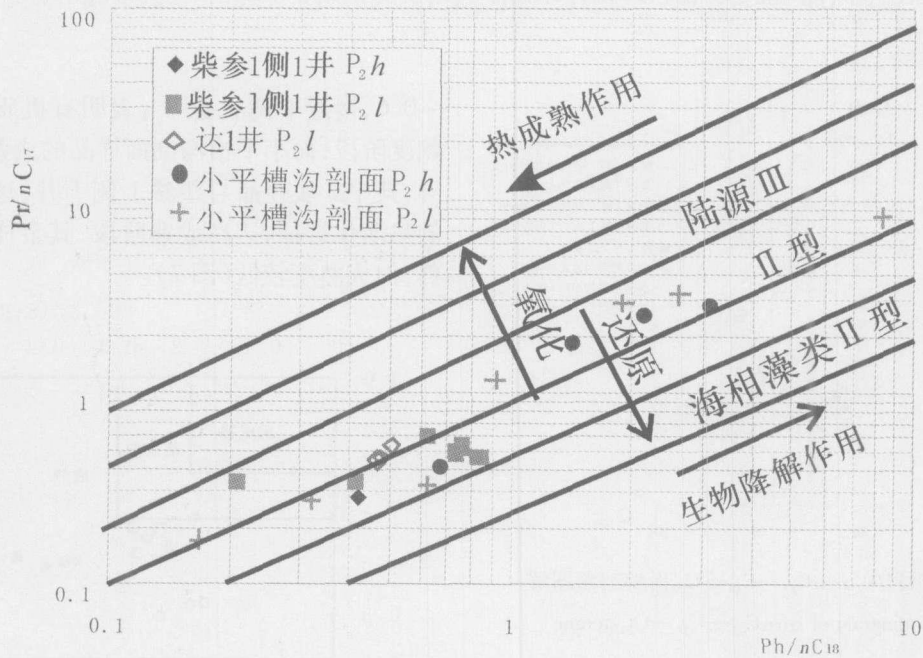 100
10
1
0.1
Pr/nC₁₇
◆ 柴参1侧1井 P₂h
■ 柴参1侧1井 P₂l
◇ 达1井 P₂l
● 小平槽沟剖面 P₂h
+ 小平槽沟剖面 P₂l
热成熟作用
陆源Ⅲ
Ⅱ型
氧化
还原
海相藻类Ⅱ型
生物降解作用
0.1
1
10
Ph/nC₁₈